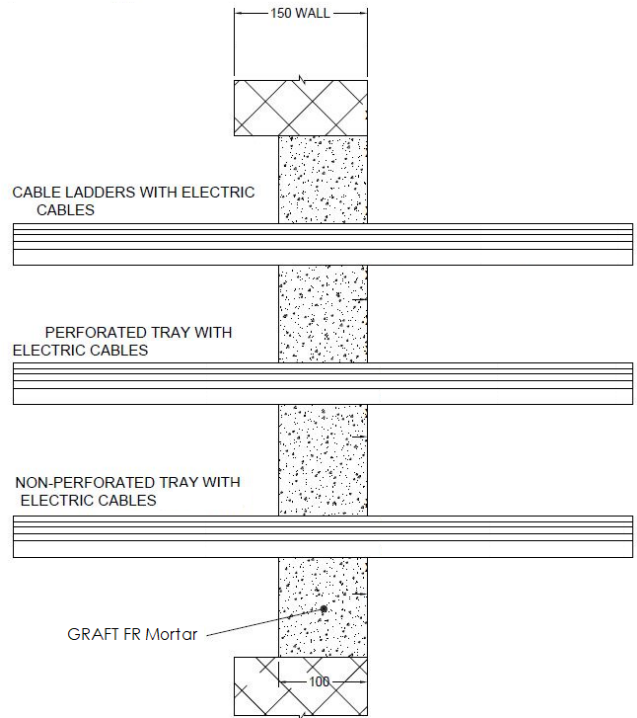 150 WALL
CABLE LADDERS WITH ELECTRIC
CABLES
PERFORATED TRAY WITH
ELECTRIC CABLES
NON-PERFORATED TRAY WITH
ELECTRIC CABLES
GRAFT FR Mortar
100